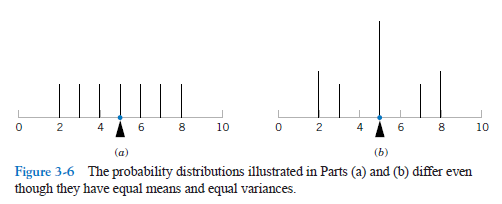 0 2 4 6 8 10 0 2 4 6 8 10
(a) (b)
Figure 3-6 The probability distributions illustrated in Parts (a) and (b) differ even
though they have equal means and equal variances.